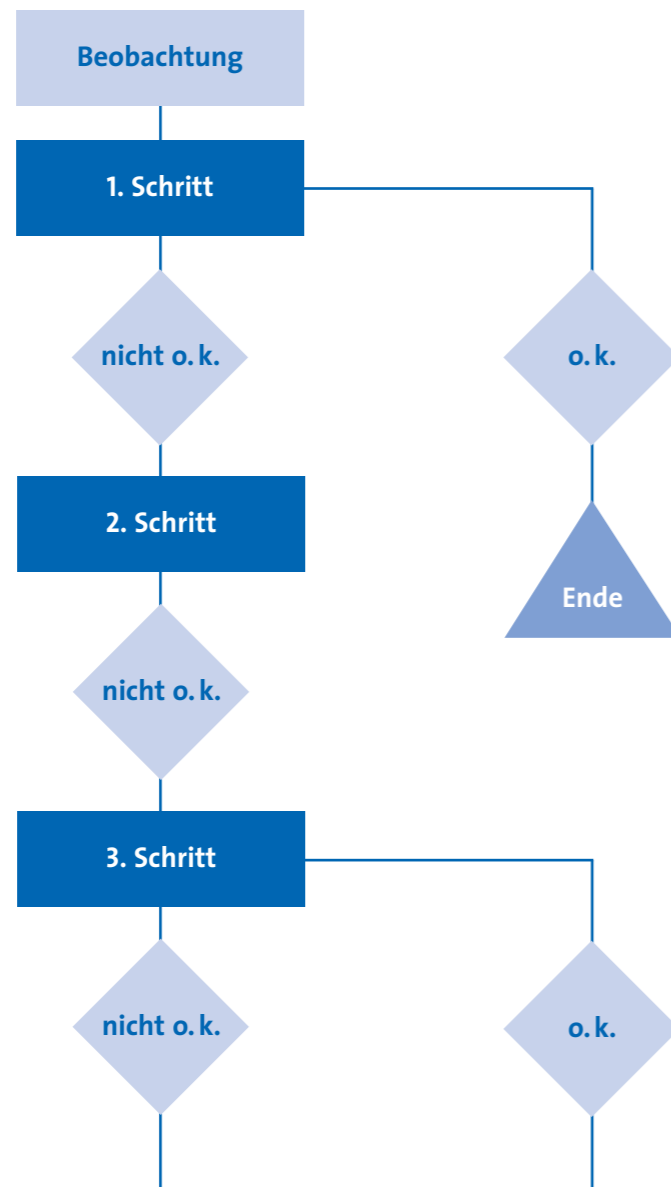 Beobachtung
1. Schritt
nicht o. k.
o. k.
2. Schritt
Ende
nicht o. k.
3. Schritt
nicht o. k.
o. k.